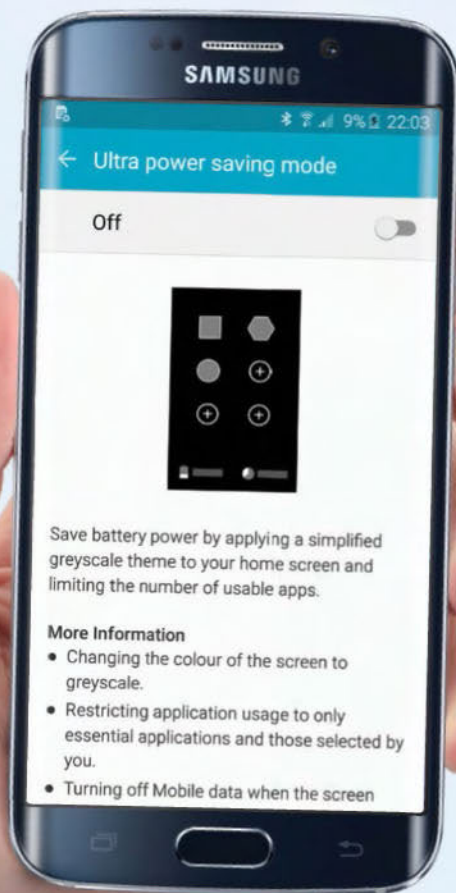 SAMSUNG
9% 22:03
Ultra power saving mode
Off
Save battery power by applying a simplified
greyscale theme to your home screen and
limiting the number of usable apps.
More Information
• Changing the colour of the screen to
greyscale.
• Restricting application usage to only
essential applications and those selected by
you.
• Turning off Mobile data when the screen